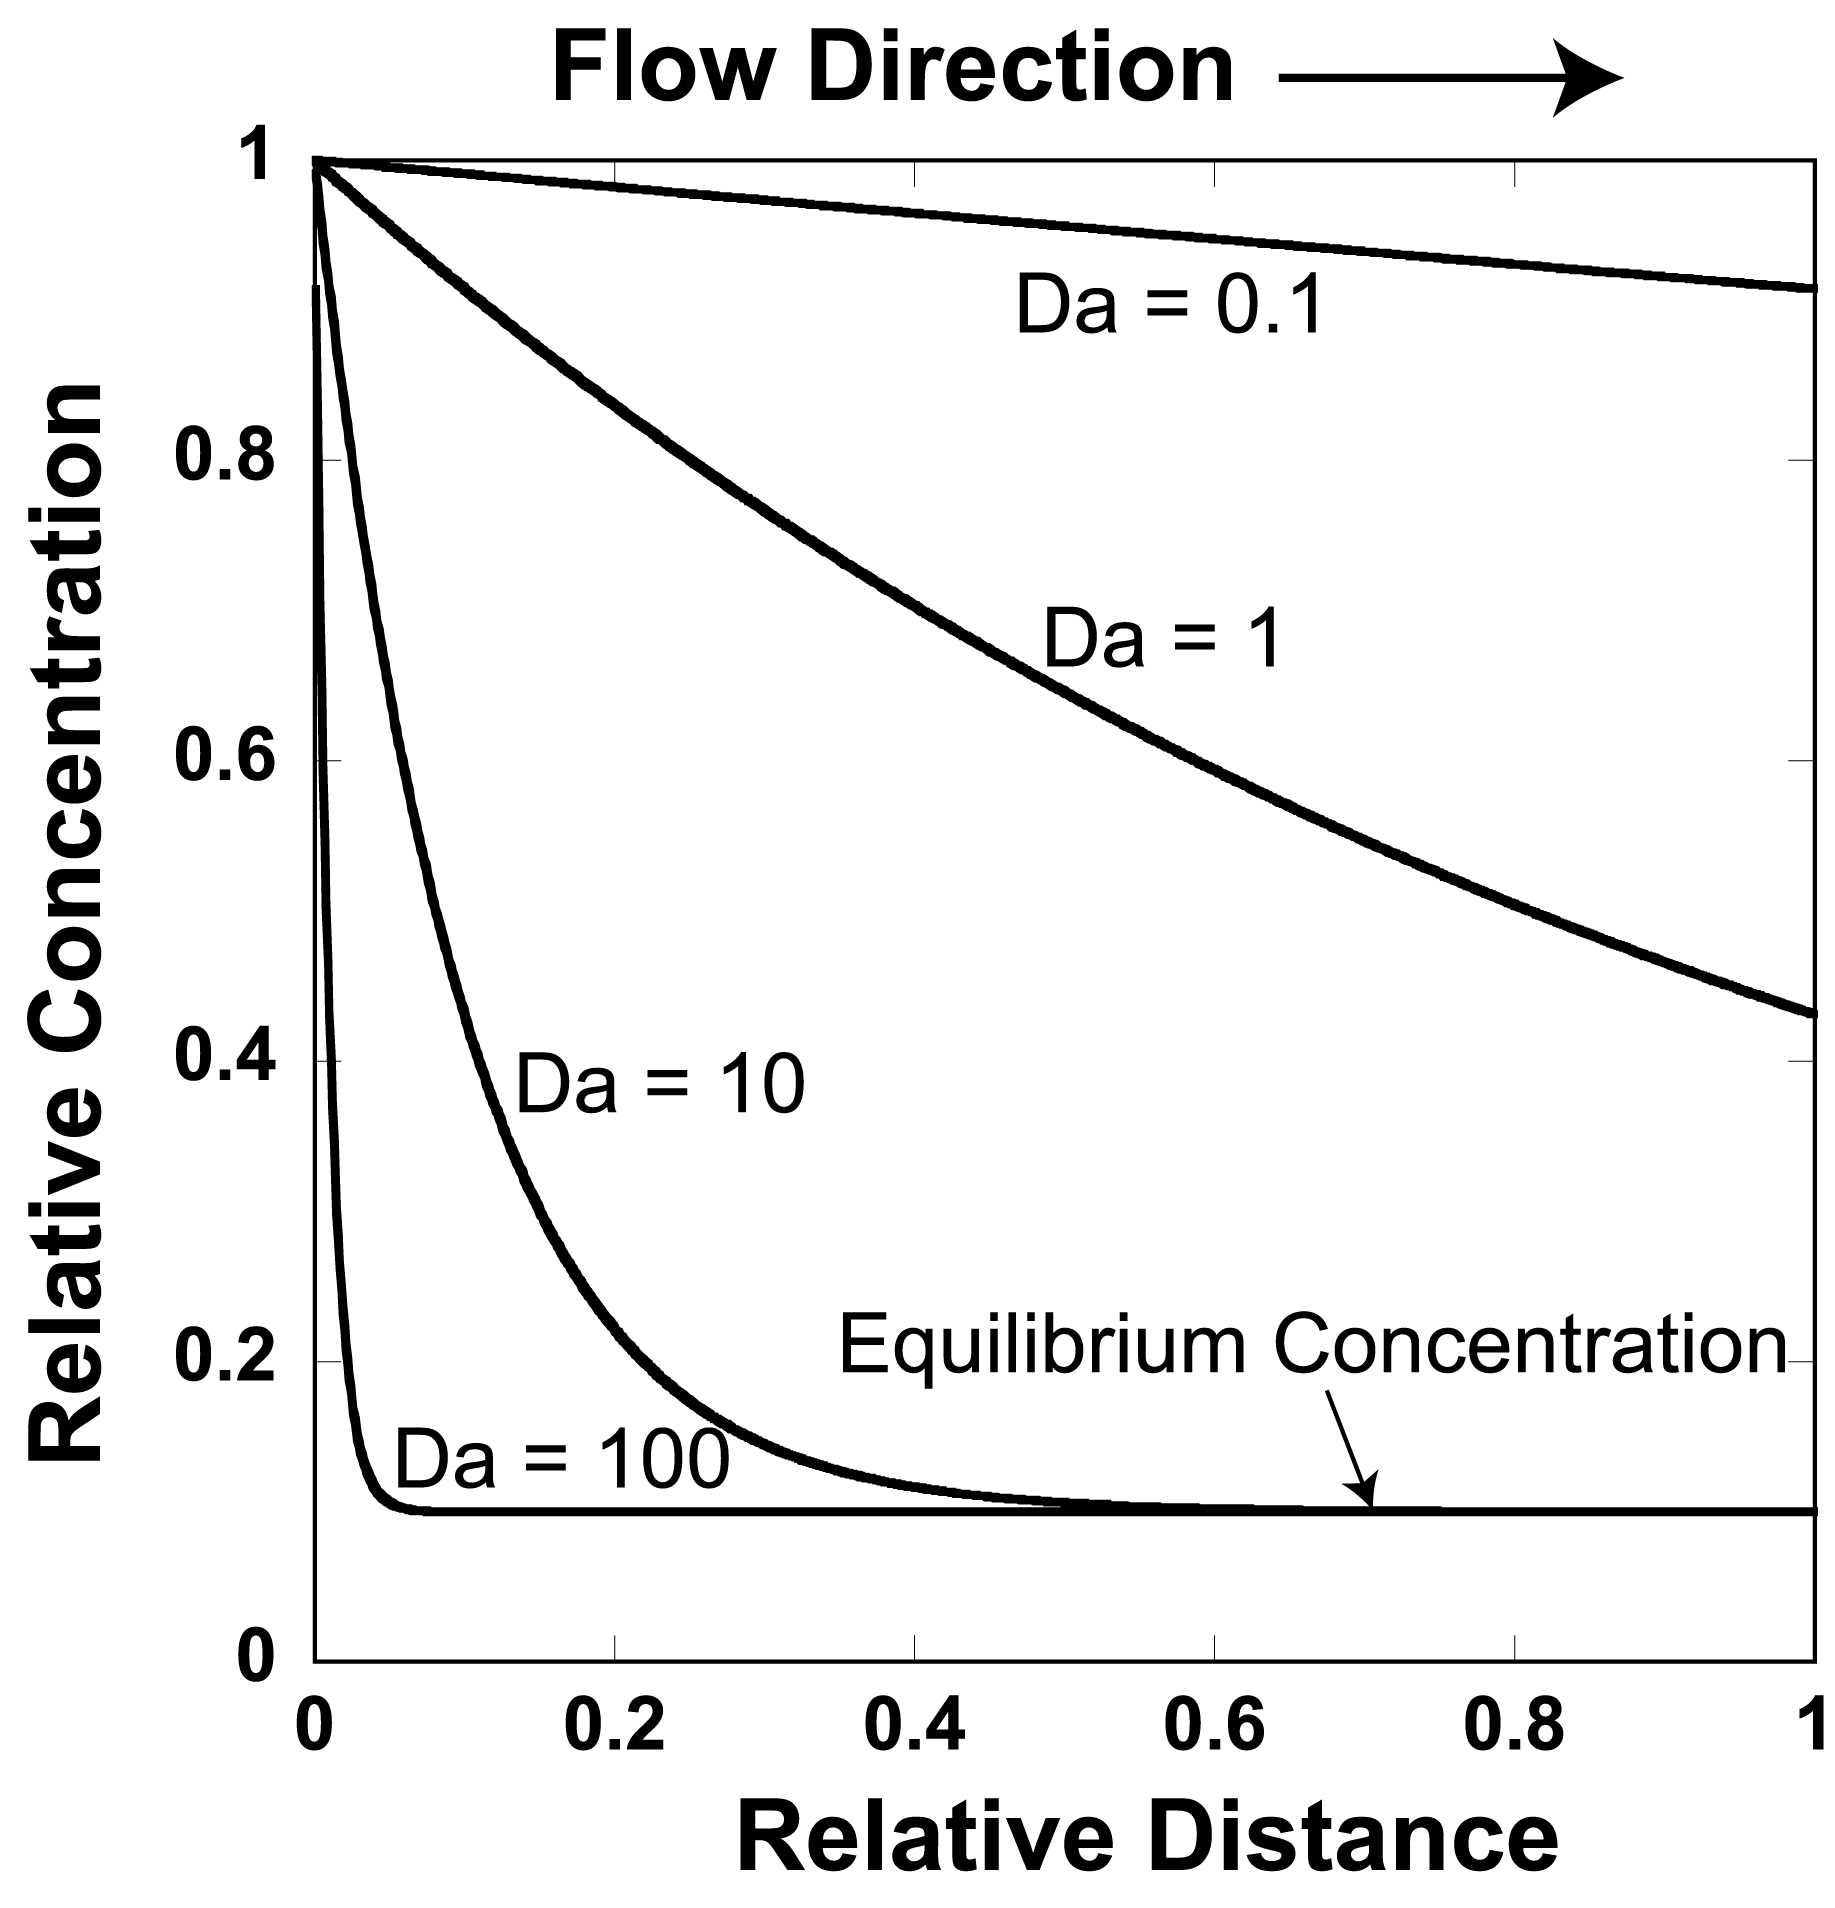 Flow Direction
1
0.8
0.6
0.4
0.2
0
Relative Concentration
Da = 0.1
Da = 1
Da = 10
Equilibrium Concentration
Da = 100
0 0.2 0.4 0.6 0.8 1
Relative Distance